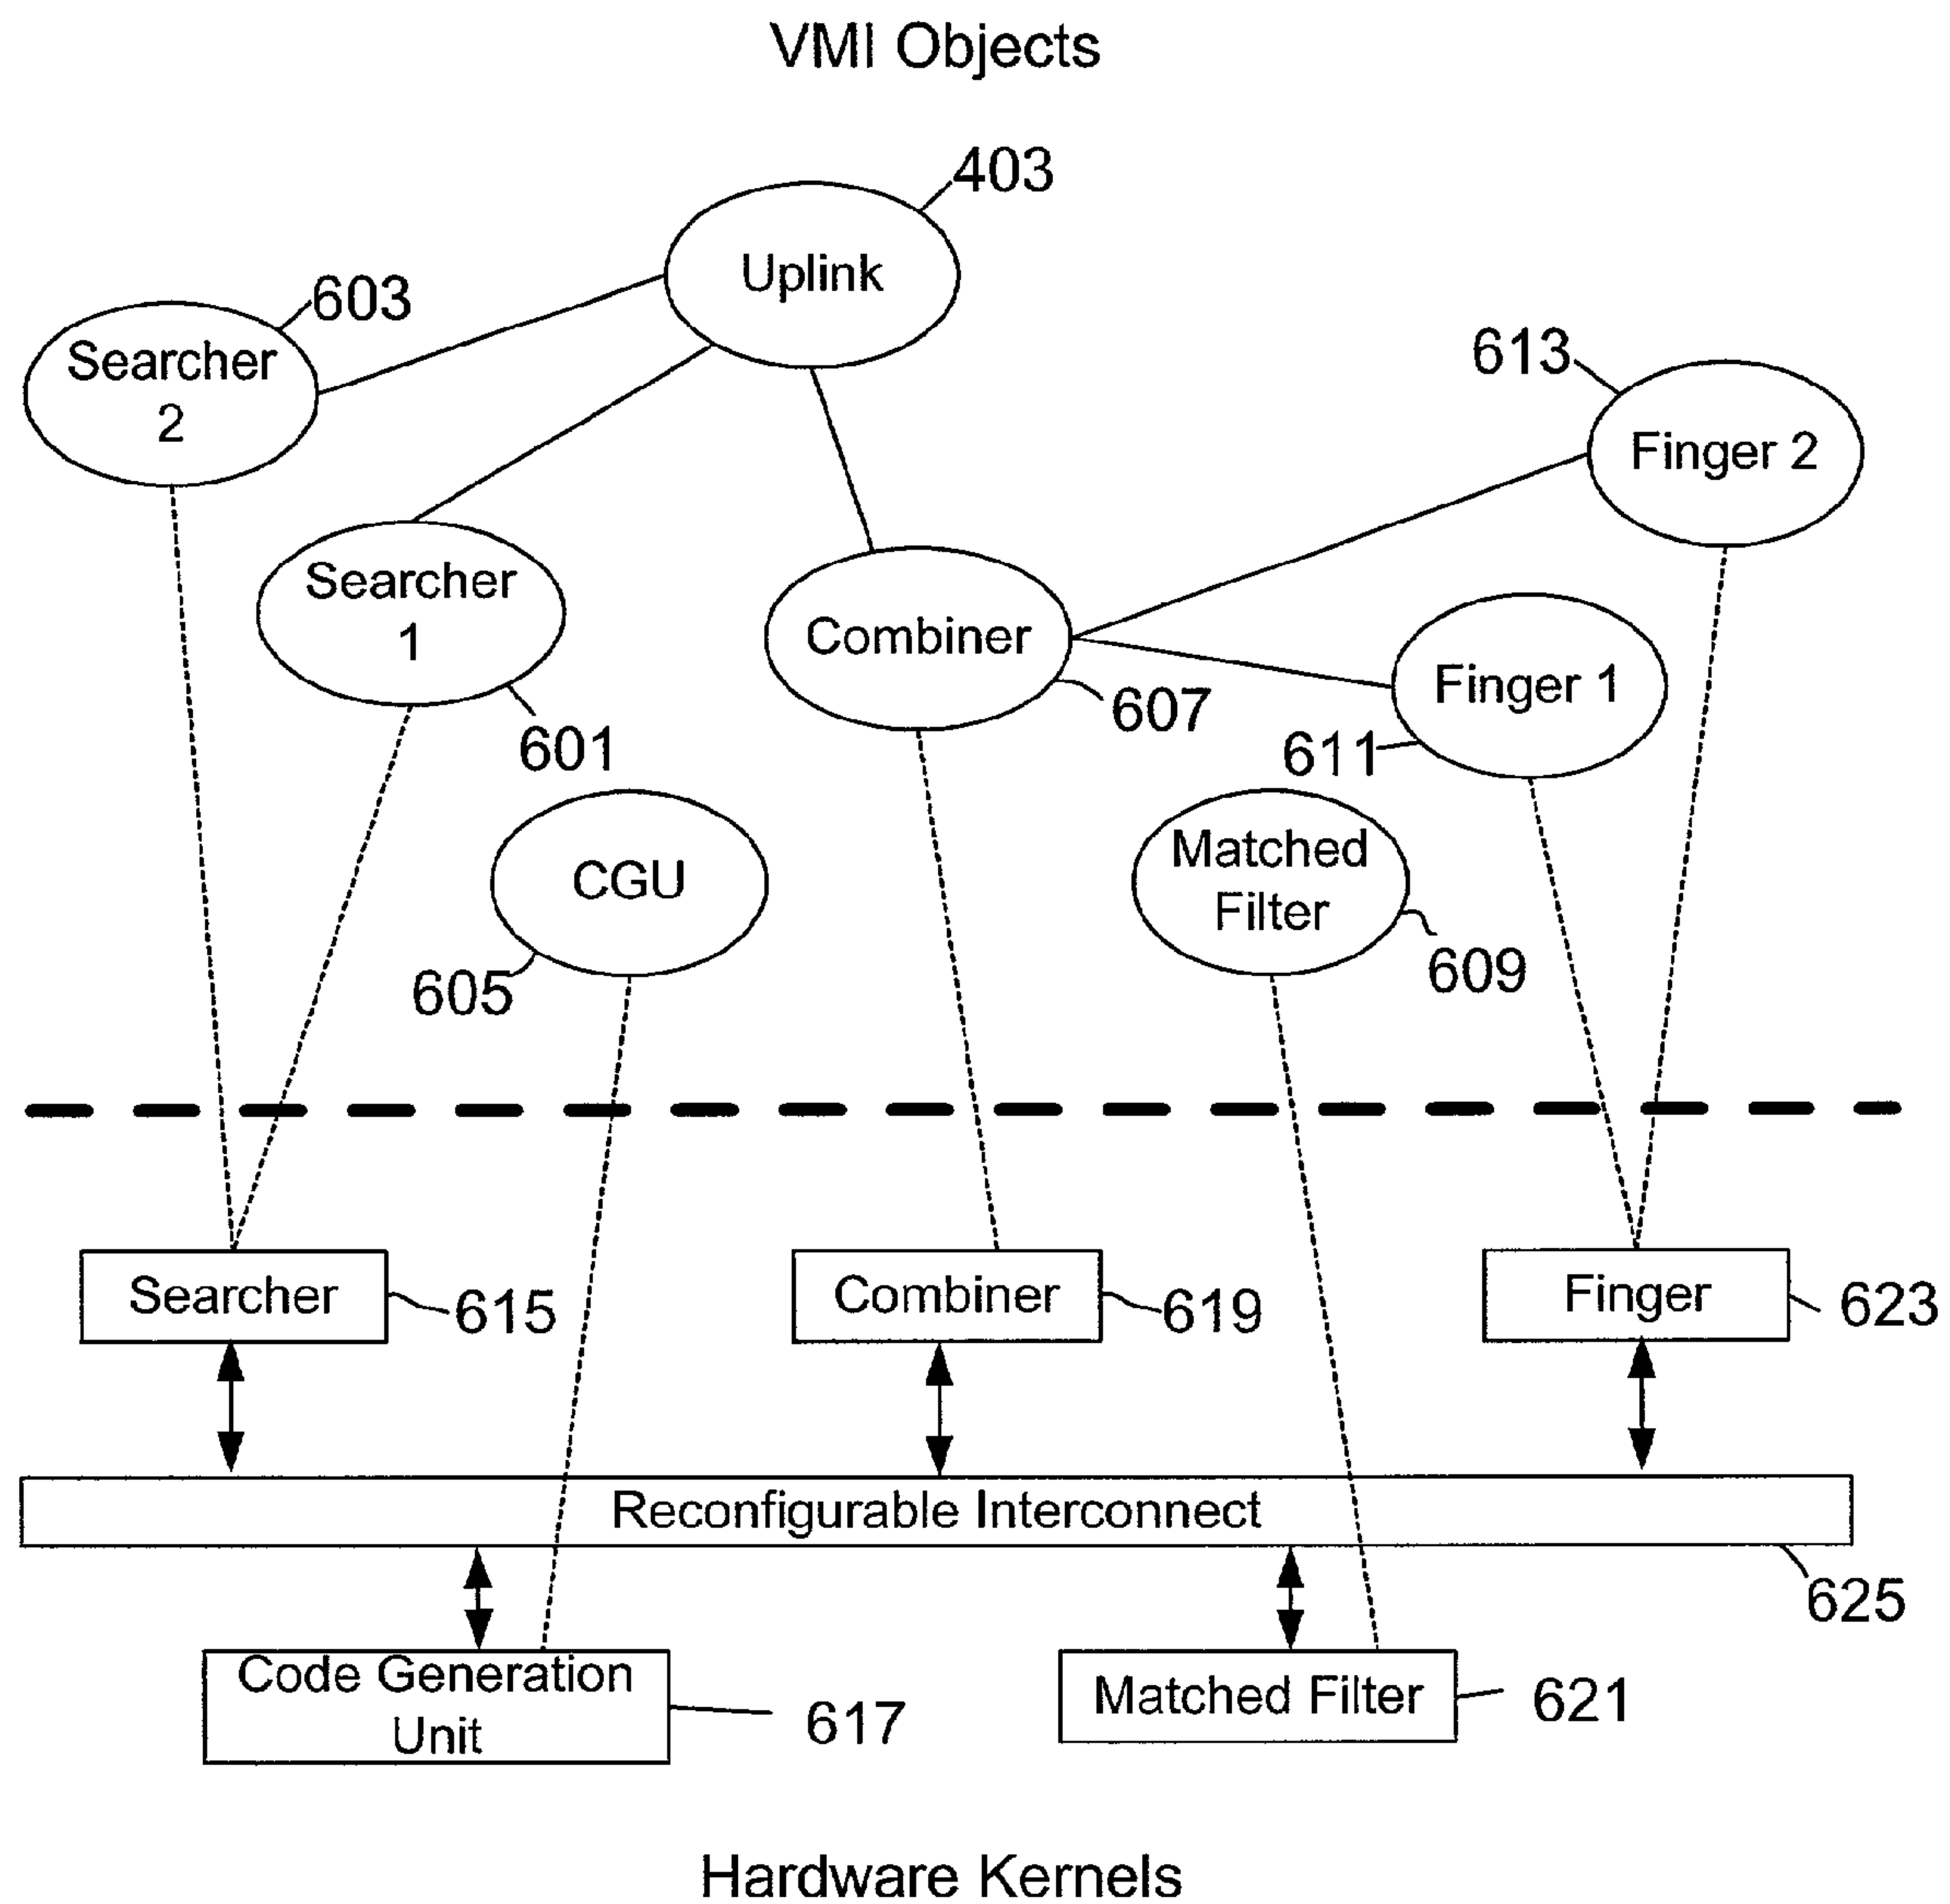 VMI Objects
403
Uplink
603
Searcher
2
613
Finger 2
Searcher
1
601
Combiner
607
Finger 1
611
CGU
605
Matched
Filter
609
Searcher
615
Combiner
619
Finger
623
Reconfigurable Interconnect
625
Code Generation
Unit
617
Matched Filter
621
Hardware Kernels